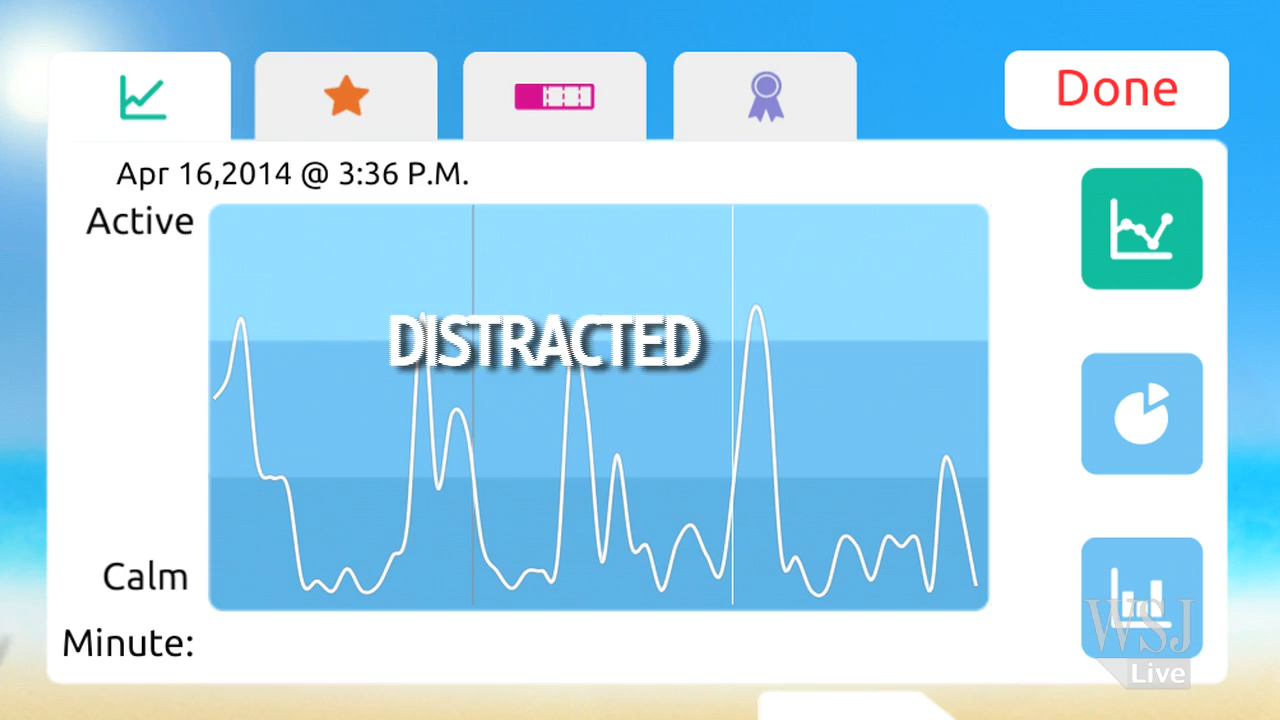 Done
Apr 16,2014 @ 3:36 P.M.
Active
DISTRACTED
Calm
Minute:
WSJ
Live